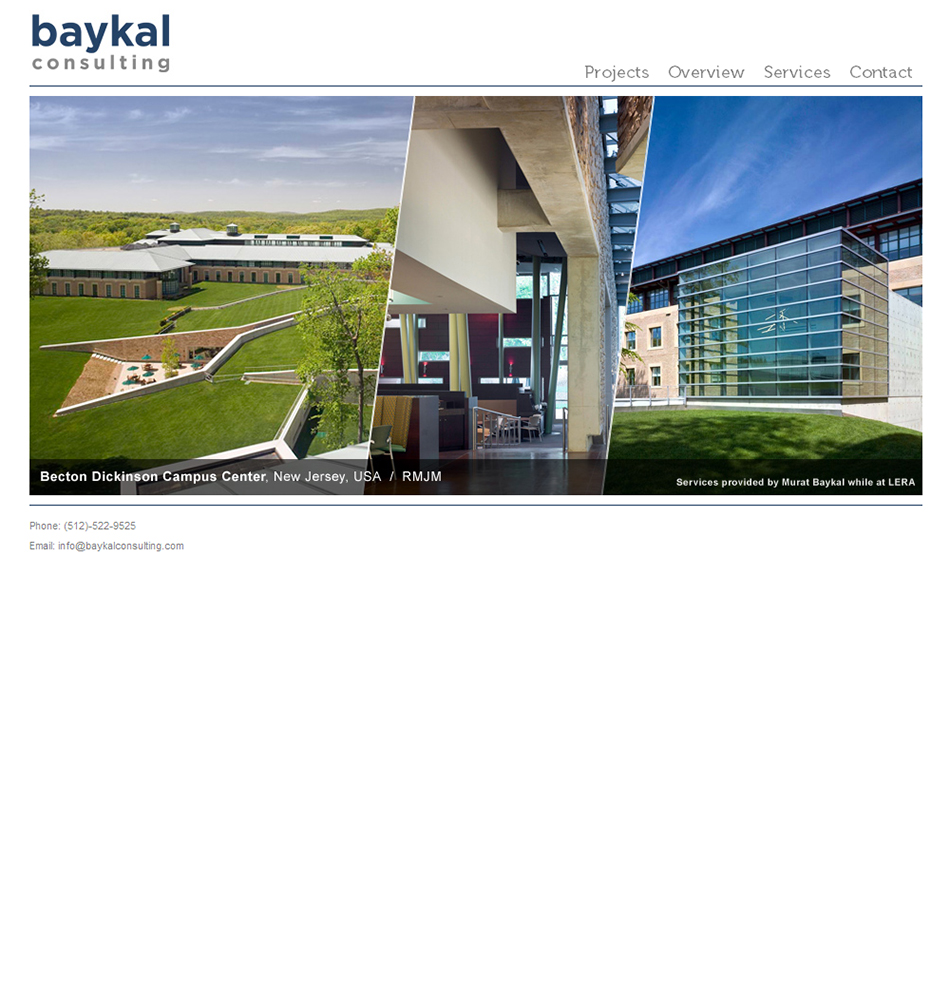 baykal
consulting
Projects Overview Services Contact
Becton Dickinson Campus Center, New Jersey, USA / RMJM
Services provided by Murat Baykal while at LERA
Phone: (512)-522-9525
Email: info@baykalconsulting.com